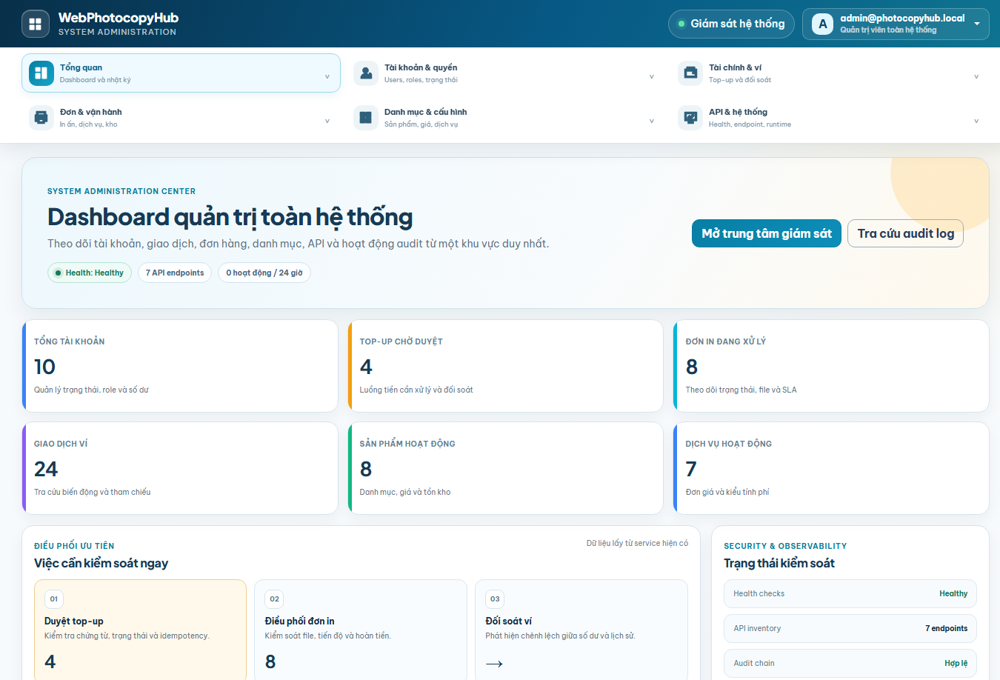 WebPhotocopyHub
SYSTEM ADMINISTRATION
Giám sát hệ thống
A
admin@photocopyhub.local
Quản trị viên toàn hệ thống
Tổng quan
Dashboard và nhật ký
v
Tài khoản & quyền
Users, roles, trạng thái
v
Tài chính & ví
Top-up và đối soát
v
Đơn & vận hành
In ấn, dịch vụ, kho
v
Danh mục & cấu hình
Sản phẩm, giá, dịch vụ
v
API & hệ thống
Health, endpoint, runtime
v
SYSTEM ADMINISTRATION CENTER
Dashboard quản trị toàn hệ thống
Theo dõi tài khoản, giao dịch, đơn hàng, danh mục, API và hoạt động audit từ một khu vực duy nhất.
Health: Healthy
7 API endpoints
0 hoạt động / 24 giờ
Mở trung tâm giám sát
Tra cứu audit log
TỔNG TÀI KHOẢN
10
Quản lý trạng thái, role và số dư
TOP-UP CHỜ DUYỆT
4
Luồng tiền cần xử lý và đối soát
ĐƠN IN ĐANG XỬ LÝ
8
Theo dõi trạng thái, file và SLA
GIAO DỊCH VÍ
24
Tra cứu biến động và tham chiếu
SẢN PHẨM HOẠT ĐỘNG
8
Danh mục, giá và tồn kho
DỊCH VỤ HOẠT ĐỘNG
7
Đơn giá và kiểu tính phí
ĐIỀU PHỐI ƯU TIÊN
Việc cần kiểm soát ngay
Dữ liệu lấy từ service hiện có
01
Duyệt top-up
Kiểm tra chứng từ, trạng thái và idempotency.
4
02
Điều phối đơn in
Kiểm soát file, tiến độ và hoàn tiền.
8
03
Đối soát ví
Phát hiện chênh lệch giữa số dư và lịch sử.
→
SECURITY & OBSERVABILITY
Trạng thái kiểm soát
Health checks
Healthy
API inventory
7 endpoints
Audit chain
Hợp lệ